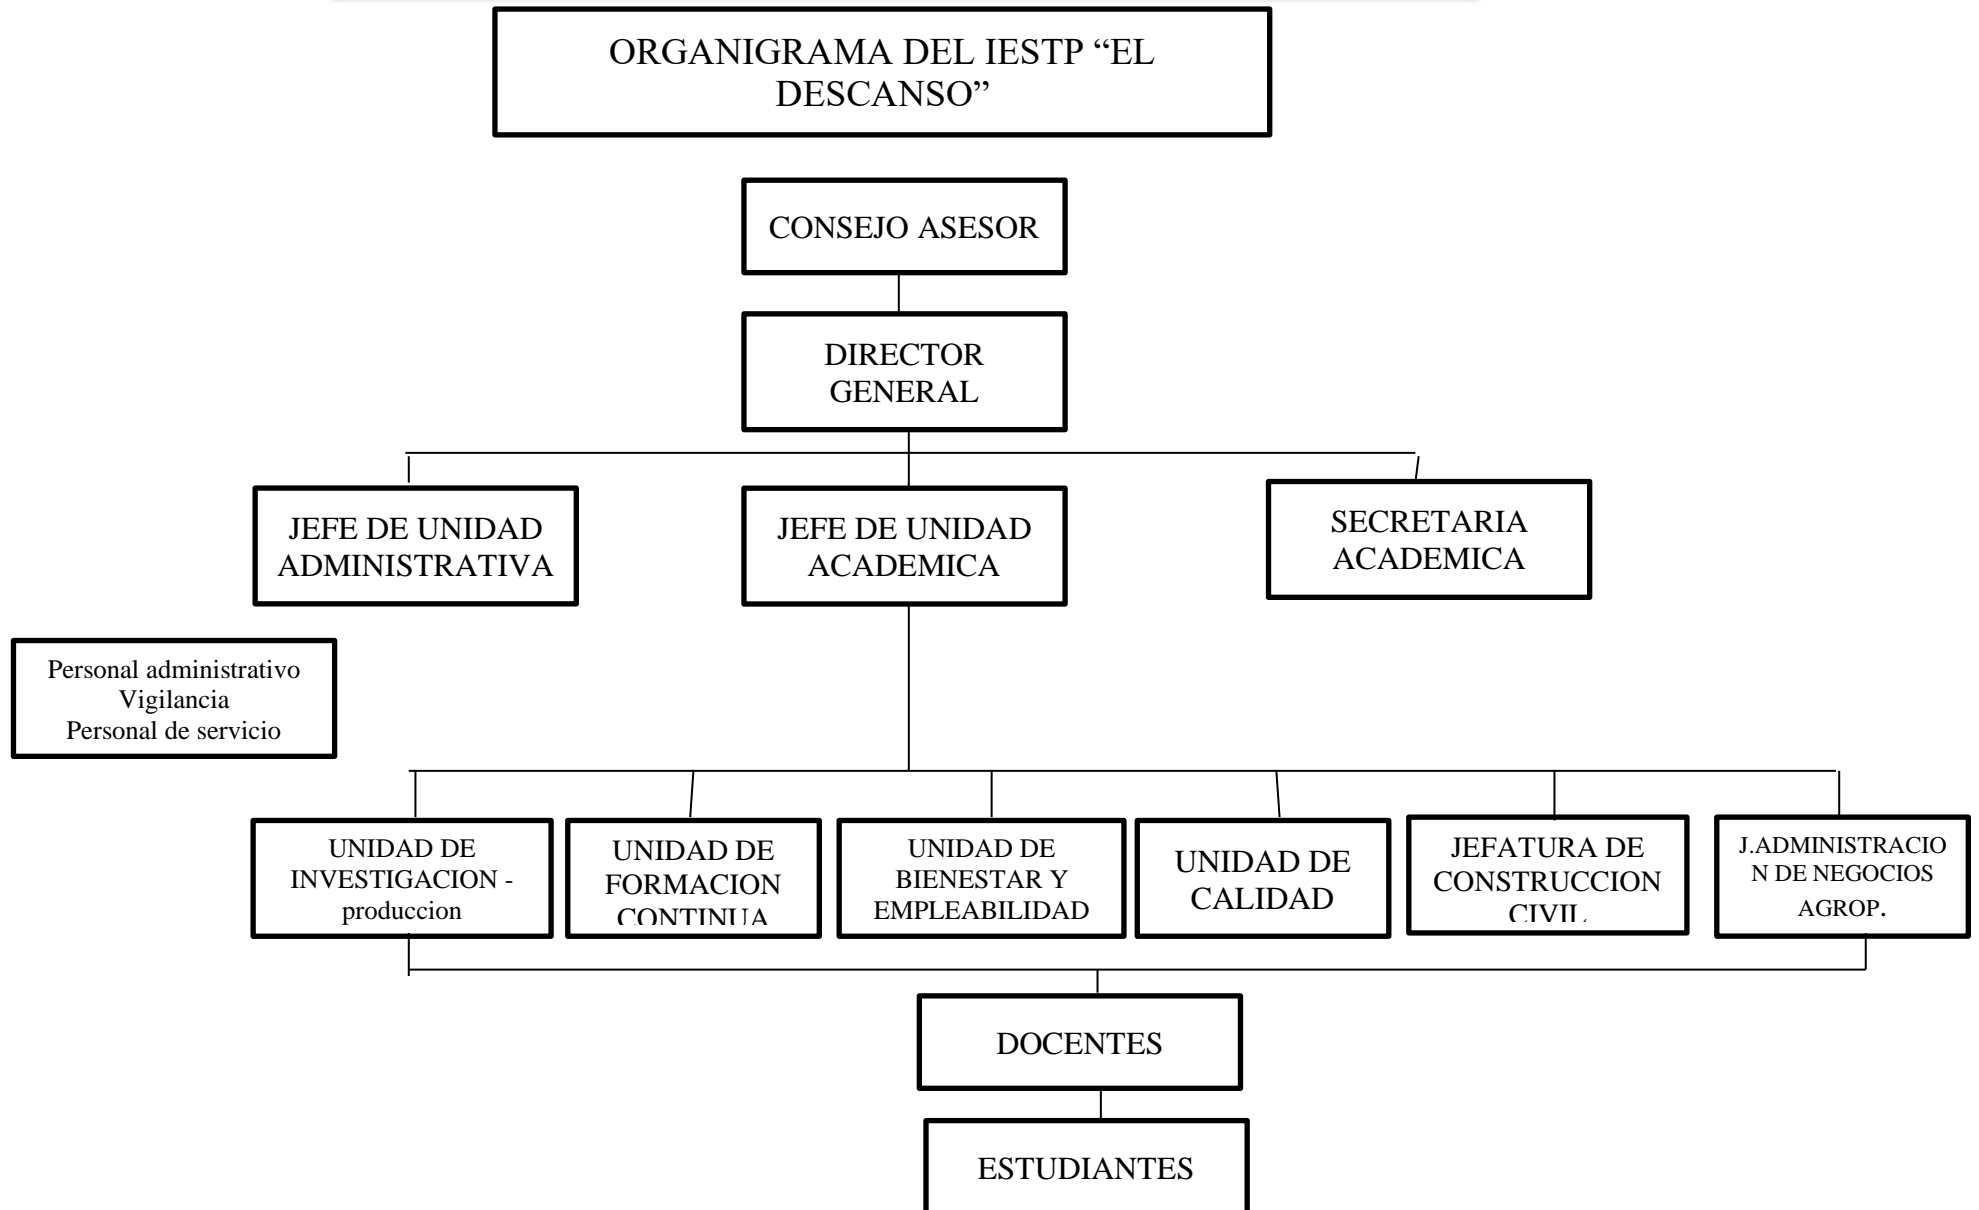 ORGANIGRAMA DEL IESTP “EL
DESCANSO”
CONSEJO ASESOR
DIRECTOR
GENERAL
JEFE DE UNIDAD
ADMINISTRATIVA
JEFE DE UNIDAD
ACADEMICA
SECRETARIA
ACADEMICA
Personal administrativo
Vigilancia
Personal de servicio
UNIDAD DE
INVESTIGACION -
produccion
UNIDAD DE
FORMACION
CONTINUA
UNIDAD DE
BIENESTAR Y
EMPLEABILIDAD
UNIDAD DE
CALIDAD
JEFATURA DE
CONSTRUCCION
CIVIL
J.ADMINISTRACIO
N DE NEGOCIOS
AGROP.
DOCENTES
ESTUDIANTES